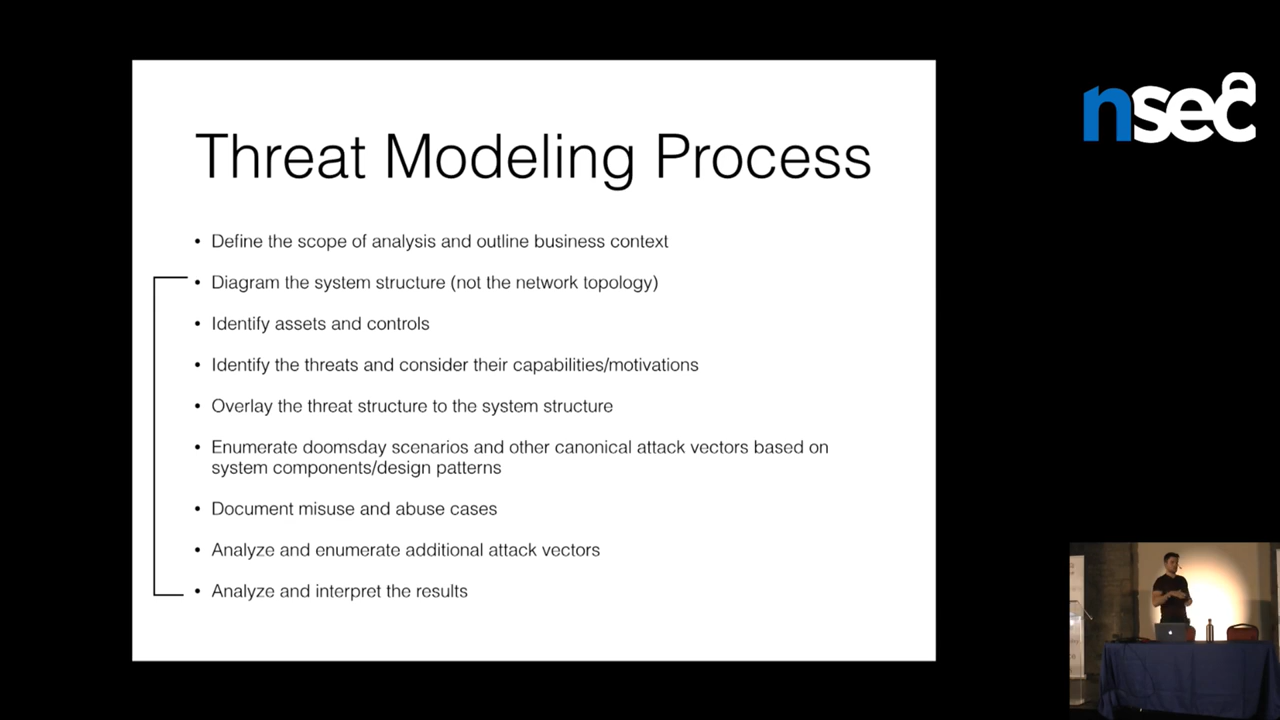 nsec
Threat Modeling Process
• Define the scope of analysis and outline business context
• Diagram the system structure (not the network topology)
• Identify assets and controls
• Identify the threats and consider their capabilities/motivations
• Overlay the threat structure to the system structure
• Enumerate doomsday scenarios and other canonical attack vectors based on
system components/design patterns
• Document misuse and abuse cases
• Analyze and enumerate additional attack vectors
• Analyze and interpret the results